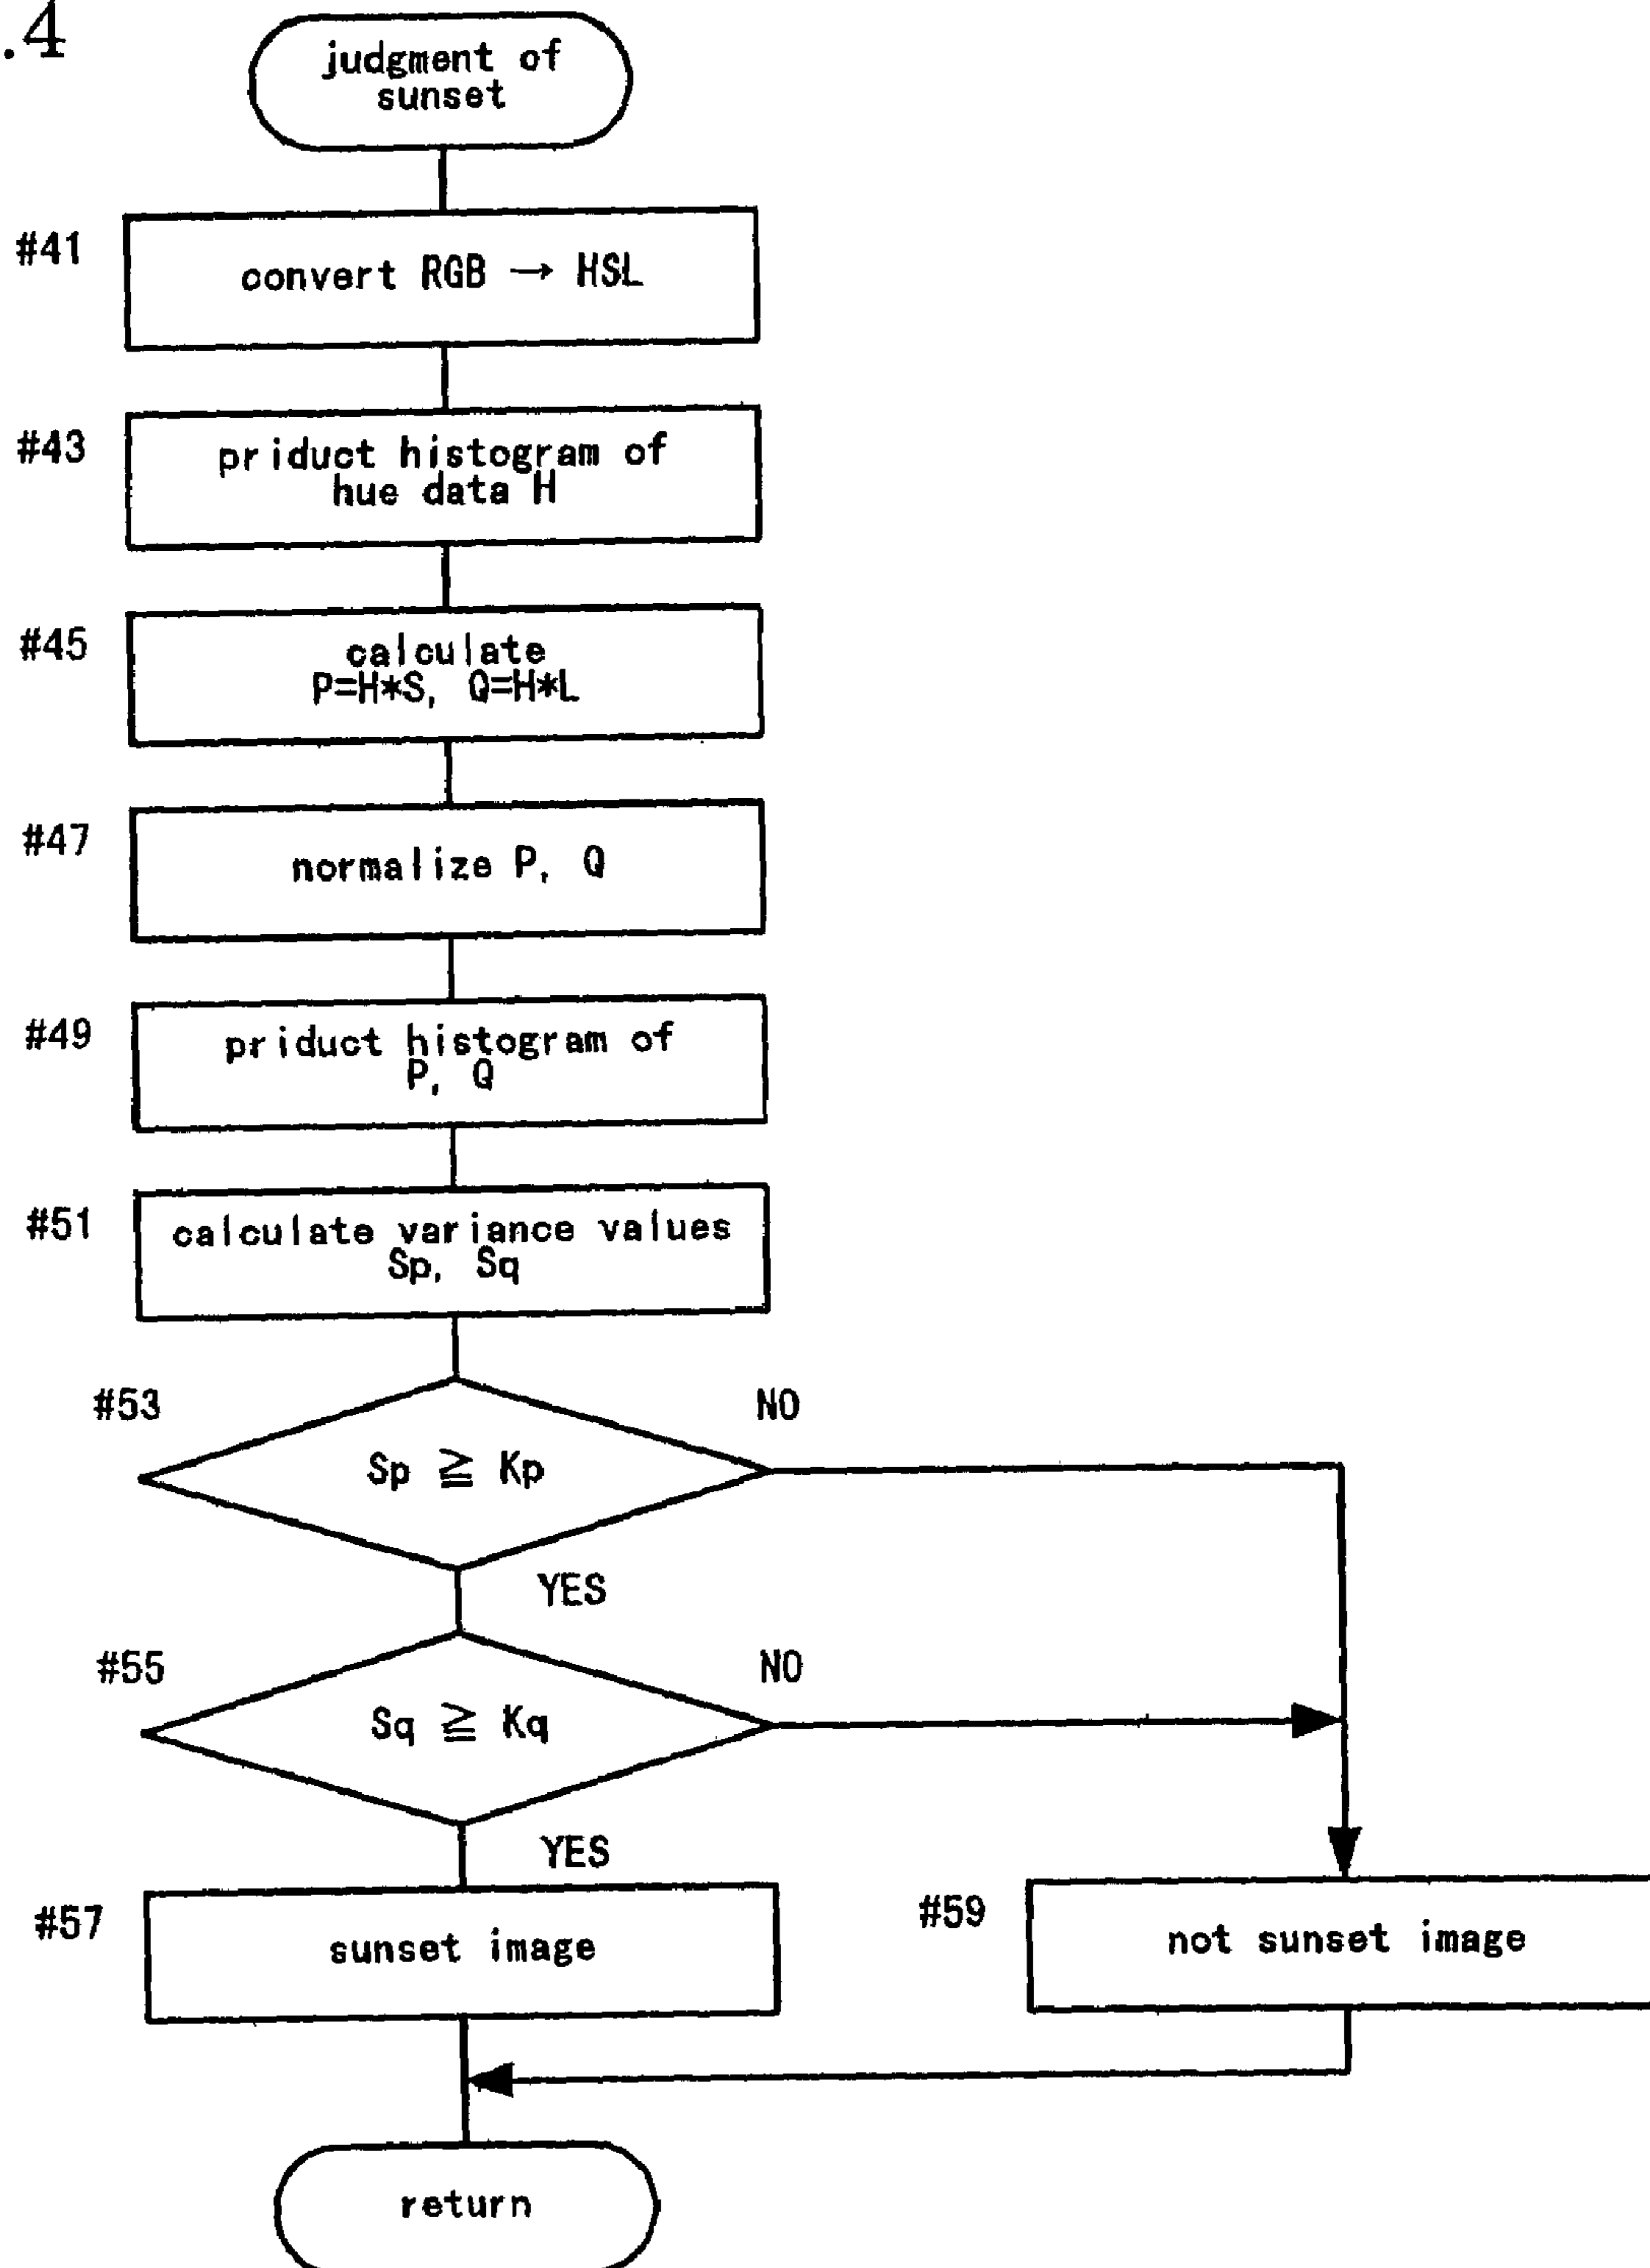 .4
judgment of
sunset
#41
convert RGB → HSL
#43
priduct histogram of
hue data H
#45
calculate
P=H*S, Q=H*L
#47
normalize P, Q
#49
priduct histogram of
P, Q
#51
calculate variance values
Sp, Sq
#53
NO
Sp ≧ Kp
YES
#55
NO
Sq ≧ Kq
YES
#57
sunset image
#59
not sunset image
return